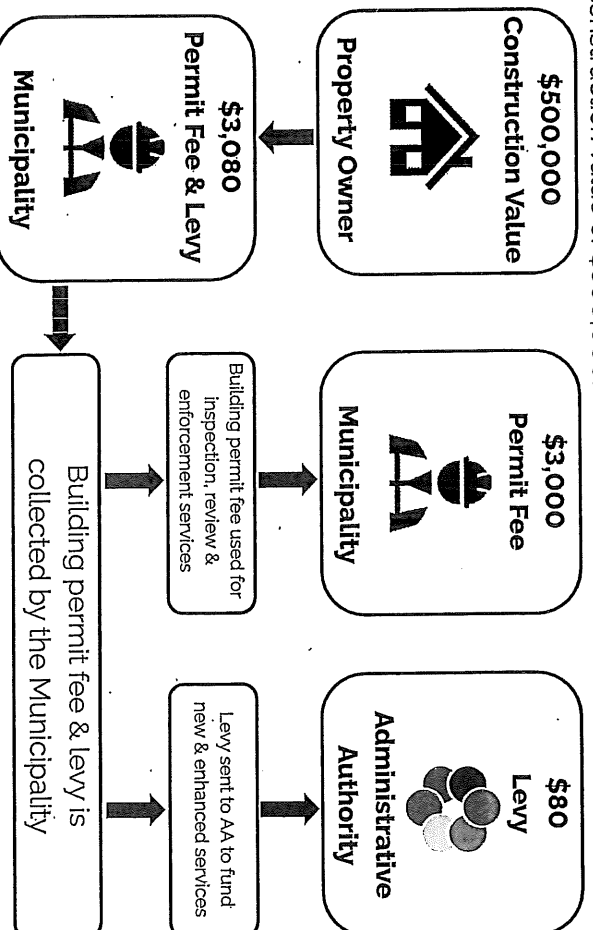 $500,000
Construction Value
Property Owner
$3,080
Permit Fee & Levy
Municipality
Building permit fee & levy is
collected by the Municipality
Building permit fee used for
inspection, review &
enforcement services
$3,000
Permit Fee
Municipality
Levy sent to AA to fund
new & enhanced services
$80
Levy
Administrative
Authority